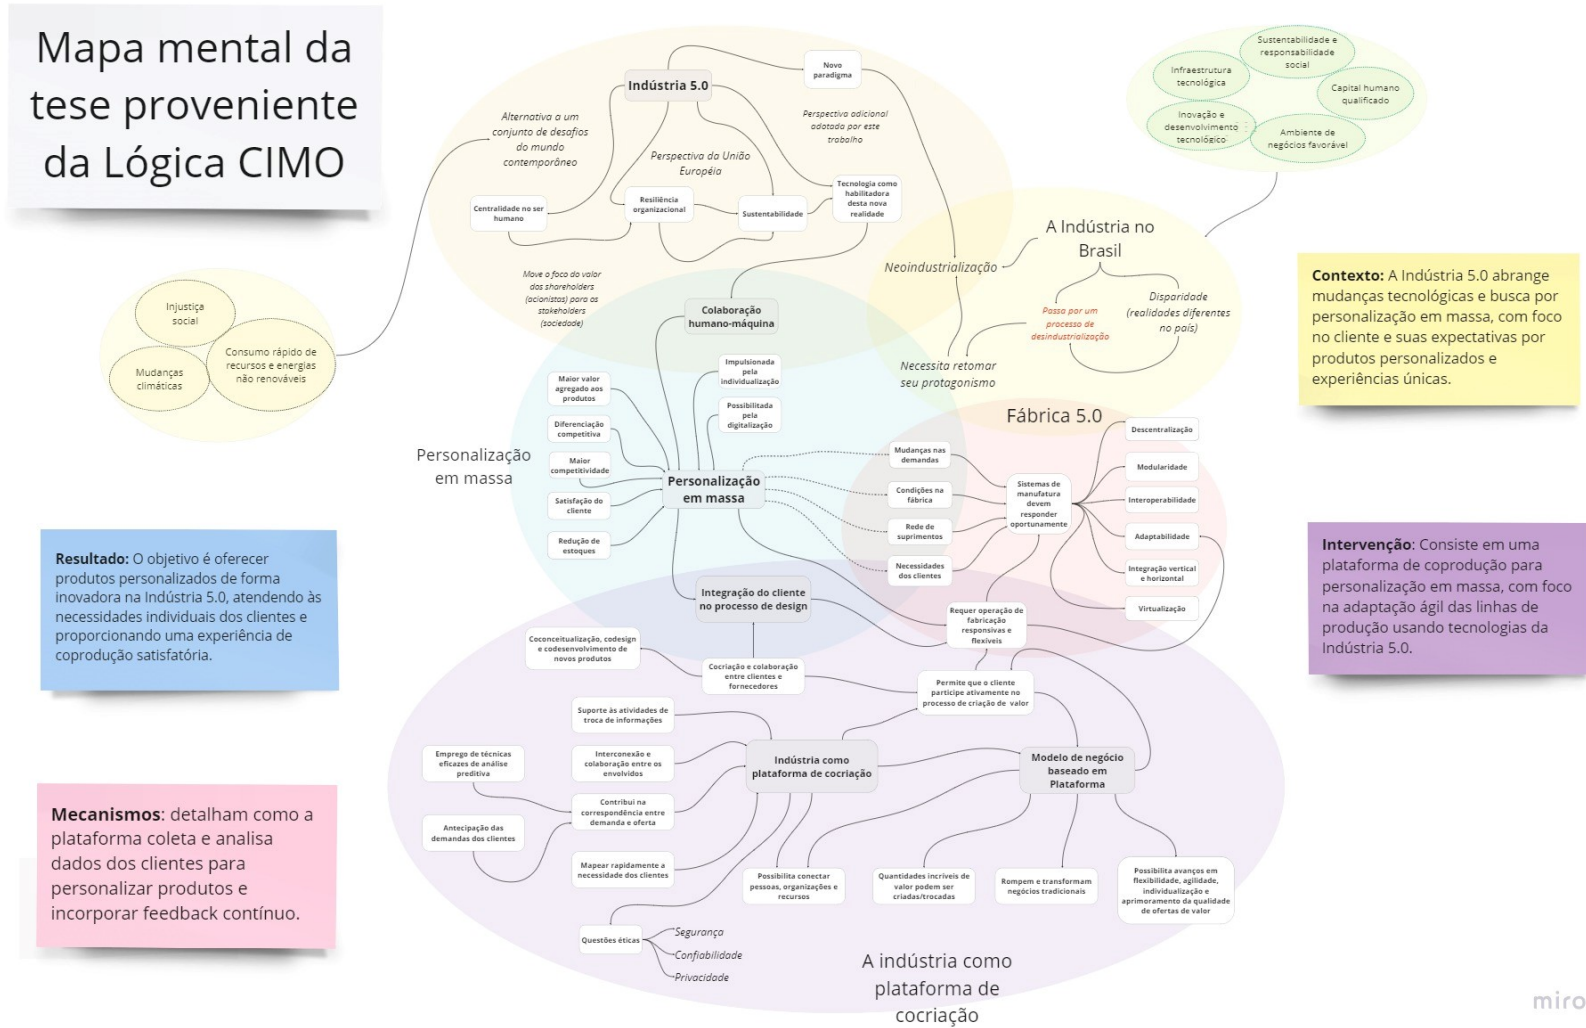 Mapa mental da
tese proveniente
da Lógica CIMO
Indústria 5.0
Novo
paradigma
Alternativa a um
conjunto de desafios
do mundo
contemporâneo
Perspectiva adicional
adotada por este
trabalho
Perspectiva da União
Européia
Centralidade no ser
humano
Resiliência
organizacional
Sustentabilidade
Tecnologia como
habilitadora
desta nova
realidade
Move o foco do valor
dos shareholders
(acionistas) para os
stakeholders
(sociedade)
Sustentabilidade e
responsabilidade
social
Infraestrutura
tecnológica
Capital humano
qualificado
Inovação e
desenvolvimento
tecnológico
Ambiente de
negócios favorável
A Indústria no
Brasil
Neoindustrialização
Passa por um
processo de
desindustrialização
Disparidade
(realidades diferentes
no país)
Necessita retomar
seu protagonismo
Injustiça
social
Mudanças
climáticas
Consumo rápido de
recursos e energias
não renováveis
Contexto: A Indústria 5.0 abrange
mudanças tecnológicas e busca por
personalização em massa, com foco
no cliente e suas expectativas por
produtos personalizados e
experiências únicas.
Colaboração
humano-máquina
Impulsionada
pela
individualização
Possibilitada
pela
digitalização
Maior valor
agregado aos
produtos
Diferenciação
competitiva
Maior
competitividade
Satisfação do
cliente
Redução de
estoques
Personalização
em massa
Personalização
em massa
Fábrica 5.0
Mudanças nas
demandas
Condições na
fábrica
Rede de
suprimentos
Necessidades
dos clientes
Sistemas de
manufatura
devem
responder
oportunamente
Descentralização
Modularidade
Interoperabilidade
Adaptabilidade
Integração vertical
e horizontal
Virtualização
Resultado: O objetivo é oferecer
produtos personalizados de forma
inovadora na Indústria 5.0, atendendo às
necessidades individuais dos clientes e
proporcionando uma experiência de
coprodução satisfatória.
Intervenção: Consiste em uma
plataforma de coprodução para
personalização em massa, com foco
na adaptação ágil das linhas de
produção usando tecnologias da
Indústria 5.0.
Integração do cliente
no processo de design
Requer operação de
fabricação
responsivas e
flexíveis
Coconceitualização, codesign
e codesenvolvimento de
novos produtos
Cocriação e colaboração
entre clientes e
fornecedores
Permite que o cliente
participe ativamente no
processo de criação de valor
Suporte às atividades de
troca de informações
Interconexão e
colaboração entre os
envolvidos
Emprego de técnicas
eficazes de análise
preditiva
Contribui na
correspondência entre
demanda e oferta
Antecipação das
demandas dos clientes
Mapear rapidamente a
necessidade dos clientes
Indústria como
plataforma de cocriação
Modelo de negócio
baseado em
Plataforma
Possibilita conectar
pessoas, organizações e
recursos
Quantidades incríveis de
valor podem ser
criadas/trocadas
Rompem e transformam
negócios tradicionais
Possibilita avanços em
flexibilidade, agilidade,
individualização e
aprimoramento da qualidade
de ofertas de valor
Questões éticas
Segurança
Confiabilidade
Privacidade
Mecanismos: detalham como a
plataforma coleta e analisa
dados dos clientes para
personalizar produtos e
incorporar feedback contínuo.
A indústria como
plataforma de
cocriação
miro